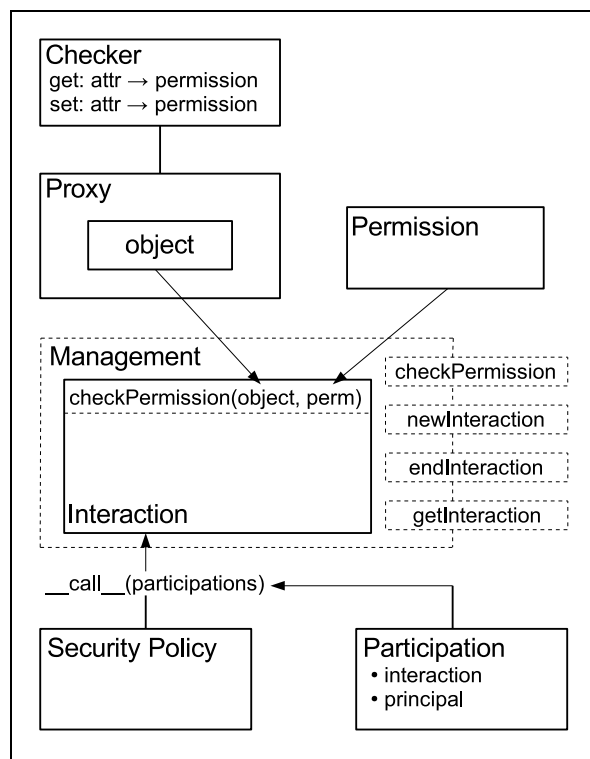 Checker
get: attr → permission
set: attr → permission
Proxy
object
Permission
Management
checkPermission
checkPermission(object, perm)
newInteraction
endInteraction
Interaction
getInteraction
__call__(participations)
Security Policy
Participation
• interaction
• principal